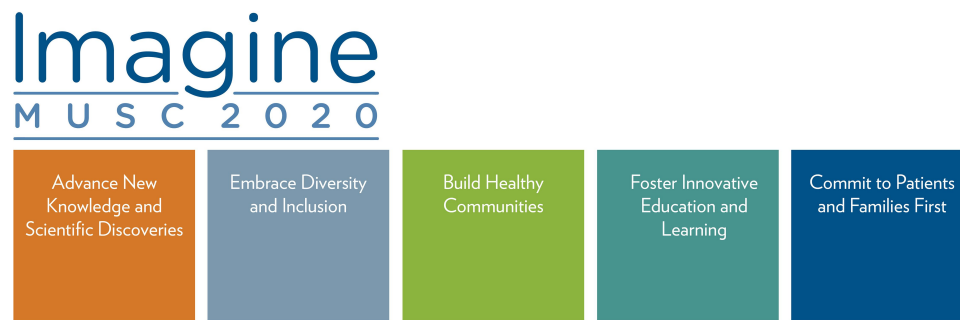 Imagine
MUSC 2020
Advance New
Knowledge and
Scientific Discoveries
Embrace Diversity
and Inclusion
Build Healthy
Communities
Foster Innovative
Education and
Learning
Commit to Patients
and Families First